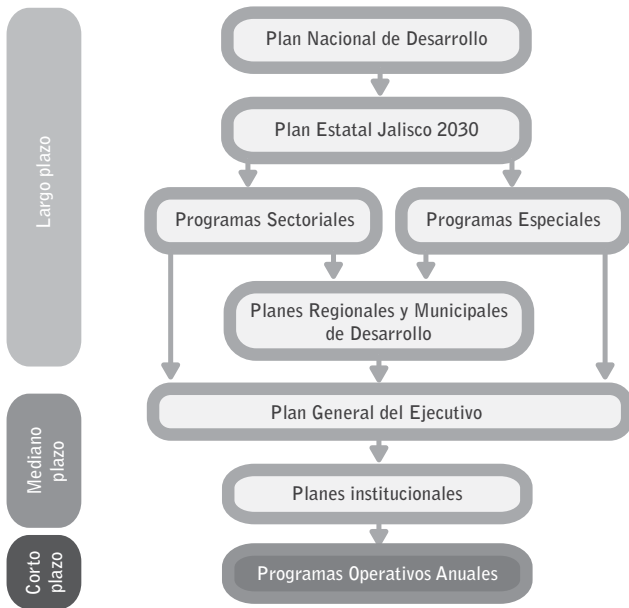 Plan Nacional de Desarrollo
Plan Estatal Jalisco 2030
Largo plazo
Programas Sectoriales
Programas Especiales
Planes Regionales y Municipales
de Desarrollo
Plan General del Ejecutivo
Mediano
plazo
Planes institucionales
Corto
plazo
Programas Operativos Anuales